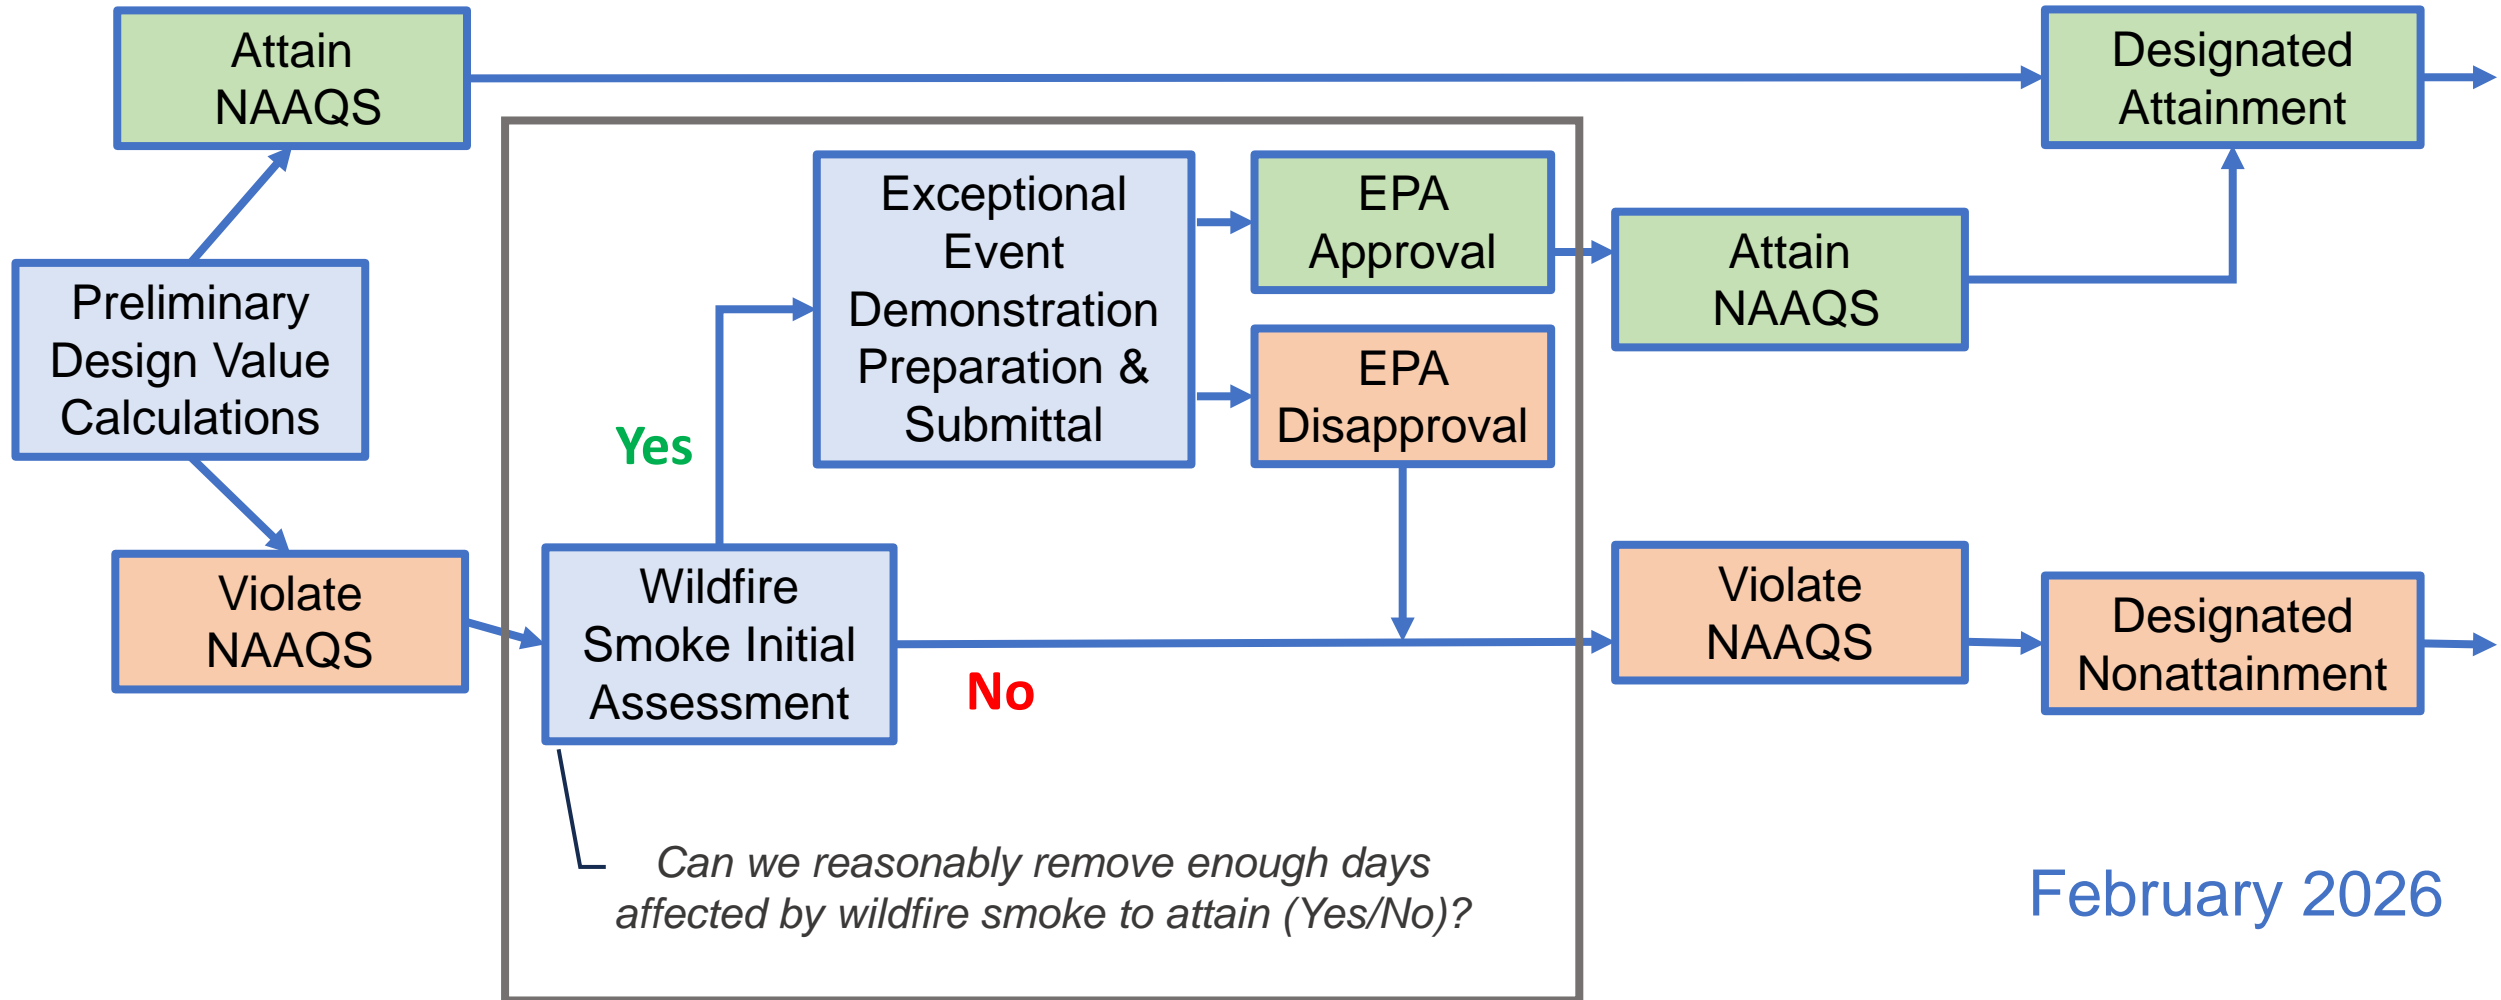 Attain
NAAQS
Designated
Attainment
Preliminary
Design Value
Calculations
Exceptional
Event
Demonstration
Preparation &
Submittal
EPA
Approval
EPA
Disapproval
Attain
NAAQS
Yes
Violate
NAAQS
Wildfire
Smoke Initial
Assessment
No
Violate
NAAQS
Designated
Nonattainment
Can we reasonably remove enough days
affected by wildfire smoke to attain (Yes/No)?
February 2026